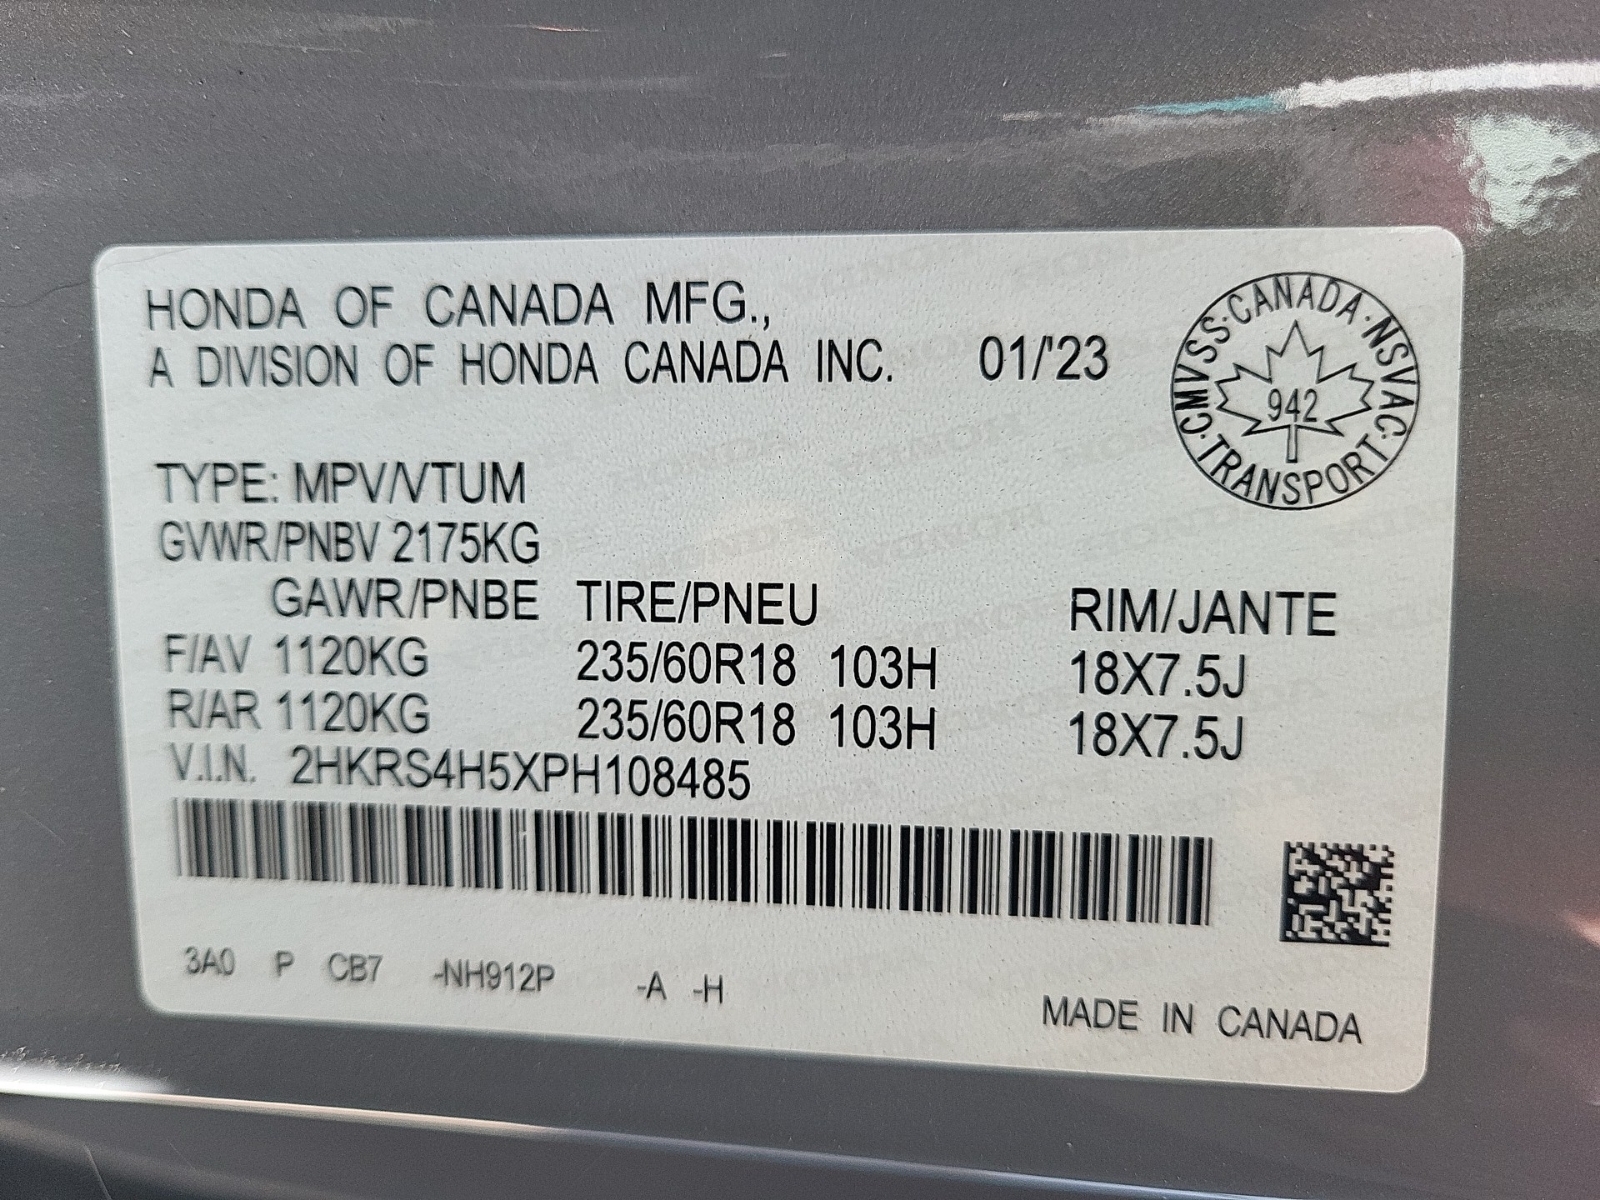 HONDA OF CANADA MFG.,
A DIVISION OF HONDA CANADA INC. 01/'23
CMVSS · CANADA · NSVAC · TRANSPORT ·
942
TYPE: MPV/VTUM
GVWR/PNBV 2175KG
GAWR/PNBE TIRE/PNEU RIM/JANTE
F/AV 1120KG 235/60R18 103H 18X7.5J
R/AR 1120KG 235/60R18 103H 18X7.5J
V.I.N. 2HKRS4H5XPH108485
3A0 P CB7 -NH912P -A -H
MADE IN CANADA